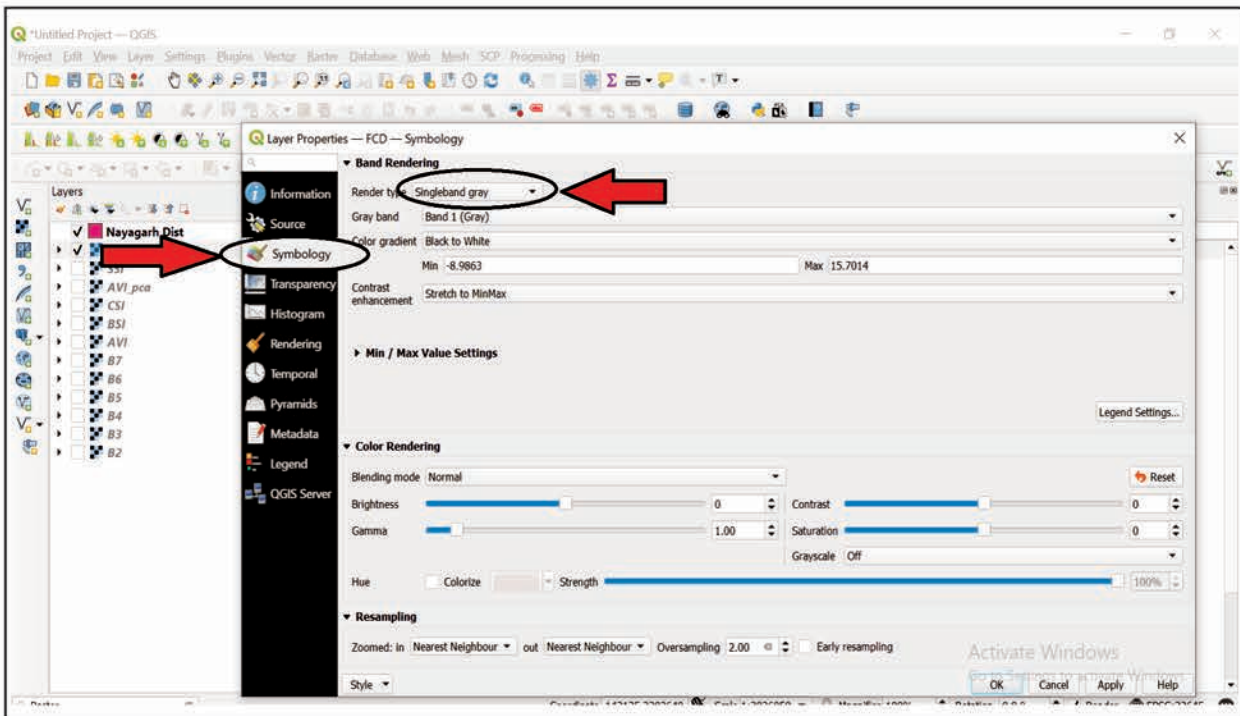 *Untitled Project — QGIS
Project Edit View Layer Settings Plugins Vector Raster Database Web Mesh SCP Processing Help
Layer Properties — FCD — Symbology
Layers
Nayagarh_Dist
SSI
AVI_pca
CSI
BSI
AVI
B7
B6
B5
B4
B3
B2
Information
Source
Symbology
Transparency
Histogram
Rendering
Temporal
Pyramids
Metadata
Legend
QGIS Server
Band Rendering
Render type Singleband gray
Gray band Band 1 (Gray)
Color gradient Black to White
Min -8.9863 Max 15.7014
Contrast enhancement Stretch to MinMax
Min / Max Value Settings
Legend Settings...
Color Rendering
Blending mode Normal Reset
Brightness 0 Contrast 0
Gamma 1.00 Saturation 0
Grayscale Off
Hue Colorize Strength 100%
Resampling
Zoomed: in Nearest Neighbour out Nearest Neighbour Oversampling 2.00 Early resampling
Activate Windows
Style OK Cancel Apply Help